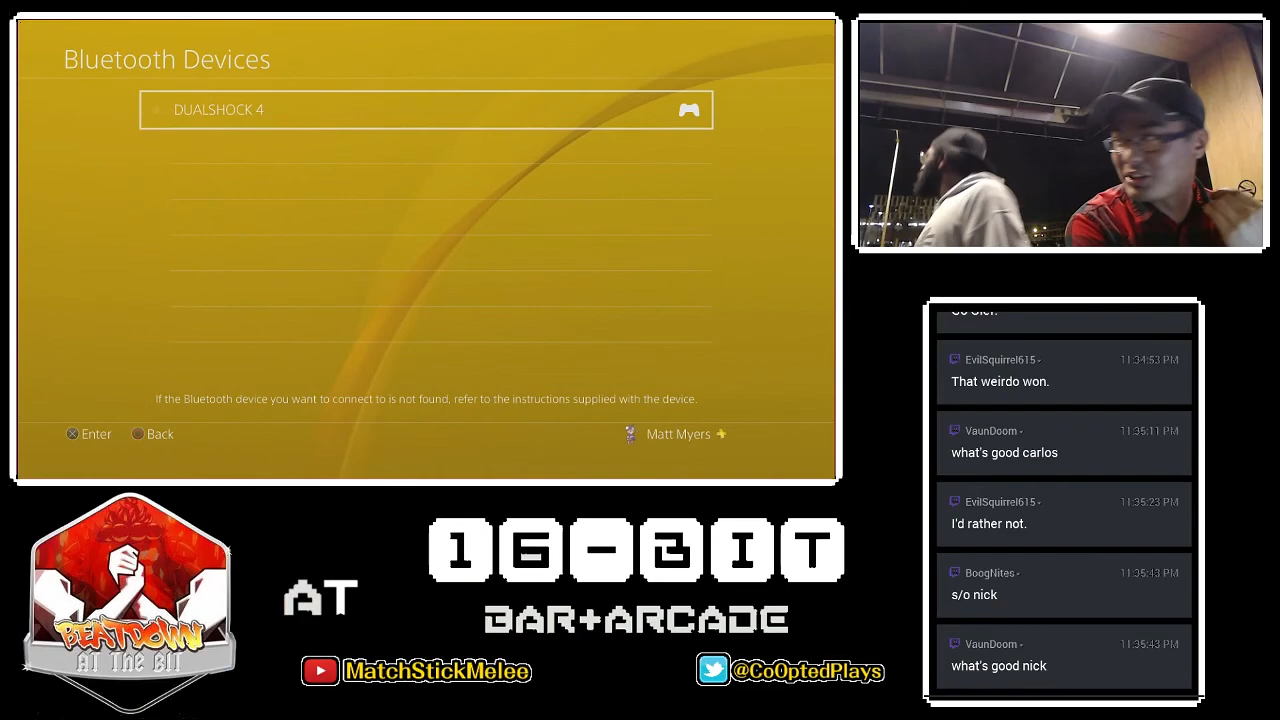 Bluetooth Devices
DUALSHOCK 4
If the Bluetooth device you want to connect to is not found, refer to the instructions supplied with the device.
Enter
Back
Matt Myers
EvilSquirrel615
11:34:53 PM
That weirdo won.
VaunDoom
11:35:11 PM
what's good carlos
EvilSquirrel615
11:35:23 PM
I'd rather not.
BoogNites
11:35:43 PM
s/o nick
VaunDoom
11:35:43 PM
what's good nick
BEATDOWN
AT THE BIT
AT
16-BIT
BAR+ARCADE
MatchStickMelee
@CoOptedPlays